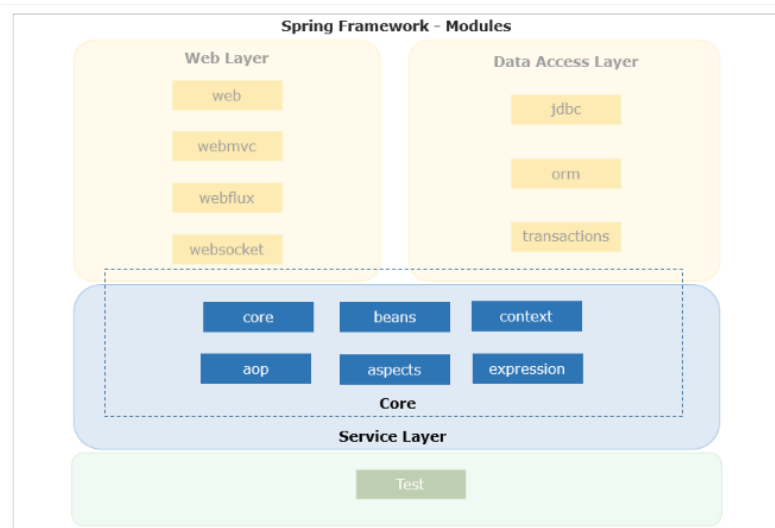 Spring Framework - Modules
Web Layer
web
webmvc
webflux
websocket
Data Access Layer
jdbc
orm
transactions
core
beans
context
aop
aspects
expression
Core
Service Layer
Test